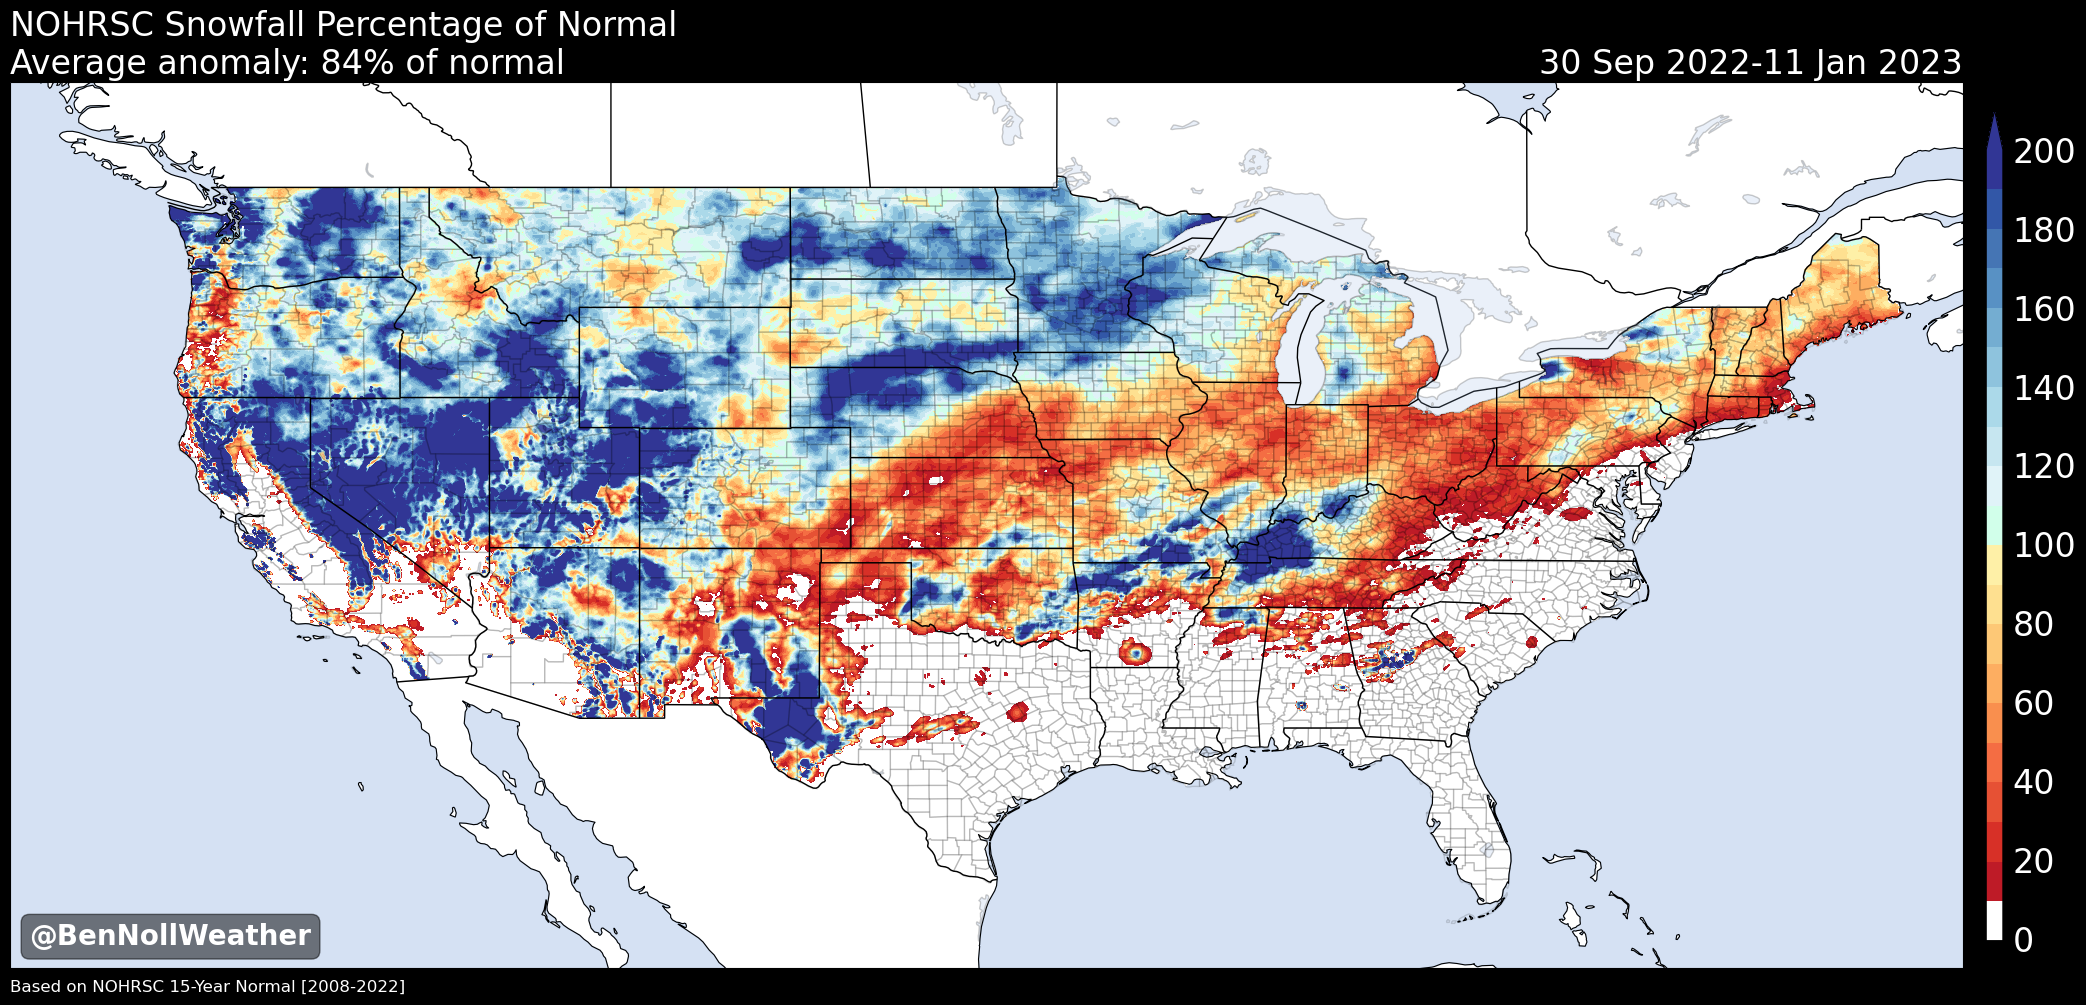 NOHRSC Snowfall Percentage of Normal
Average anomaly: 84% of normal
30 Sep 2022-11 Jan 2023
200
180
160
140
120
100
80
60
40
20
0
@BenNollWeather
Based on NOHRSC 15-Year Normal [2008-2022]